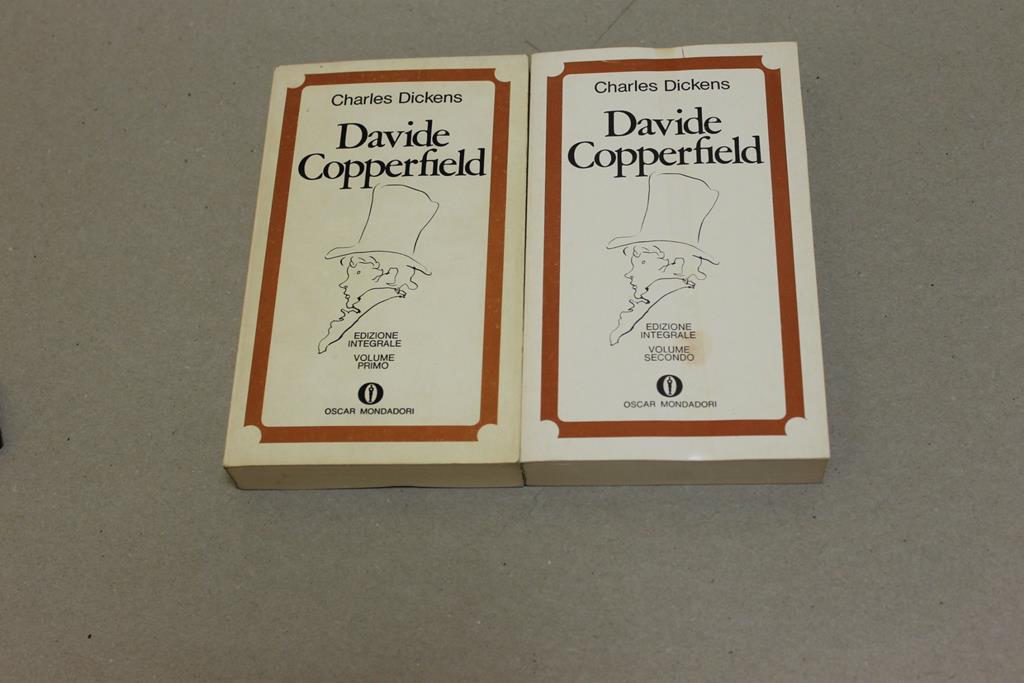 Charles Dickens
Davide
Copperfield
EDIZIONE
INTEGRALE
VOLUME
PRIMO
OSCAR MONDADORI
Charles Dickens
Davide
Copperfield
EDIZIONE
INTEGRALE
VOLUME
SECONDO
OSCAR MONDADORI